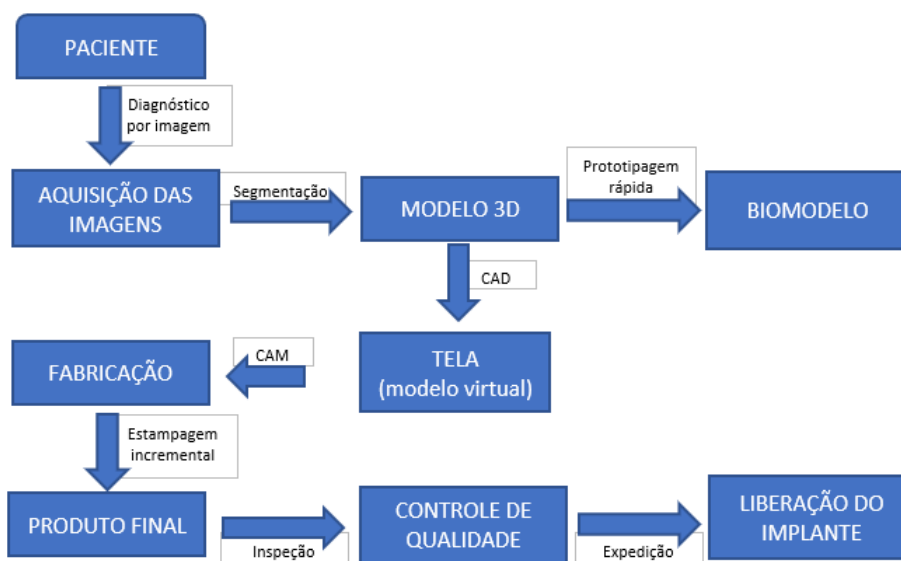 PACIENTE
Diagnóstico
por imagem
AQUISIÇÃO DAS
IMAGENS
Segmentação
MODELO 3D
Prototipagem
rápida
BIOMODELO
CAD
TELA
(modelo virtual)
CAM
FABRICAÇÃO
Estampagem
incremental
PRODUTO FINAL
Inspeção
CONTROLE DE
QUALIDADE
Expedição
LIBERAÇÃO DO
IMPLANTE